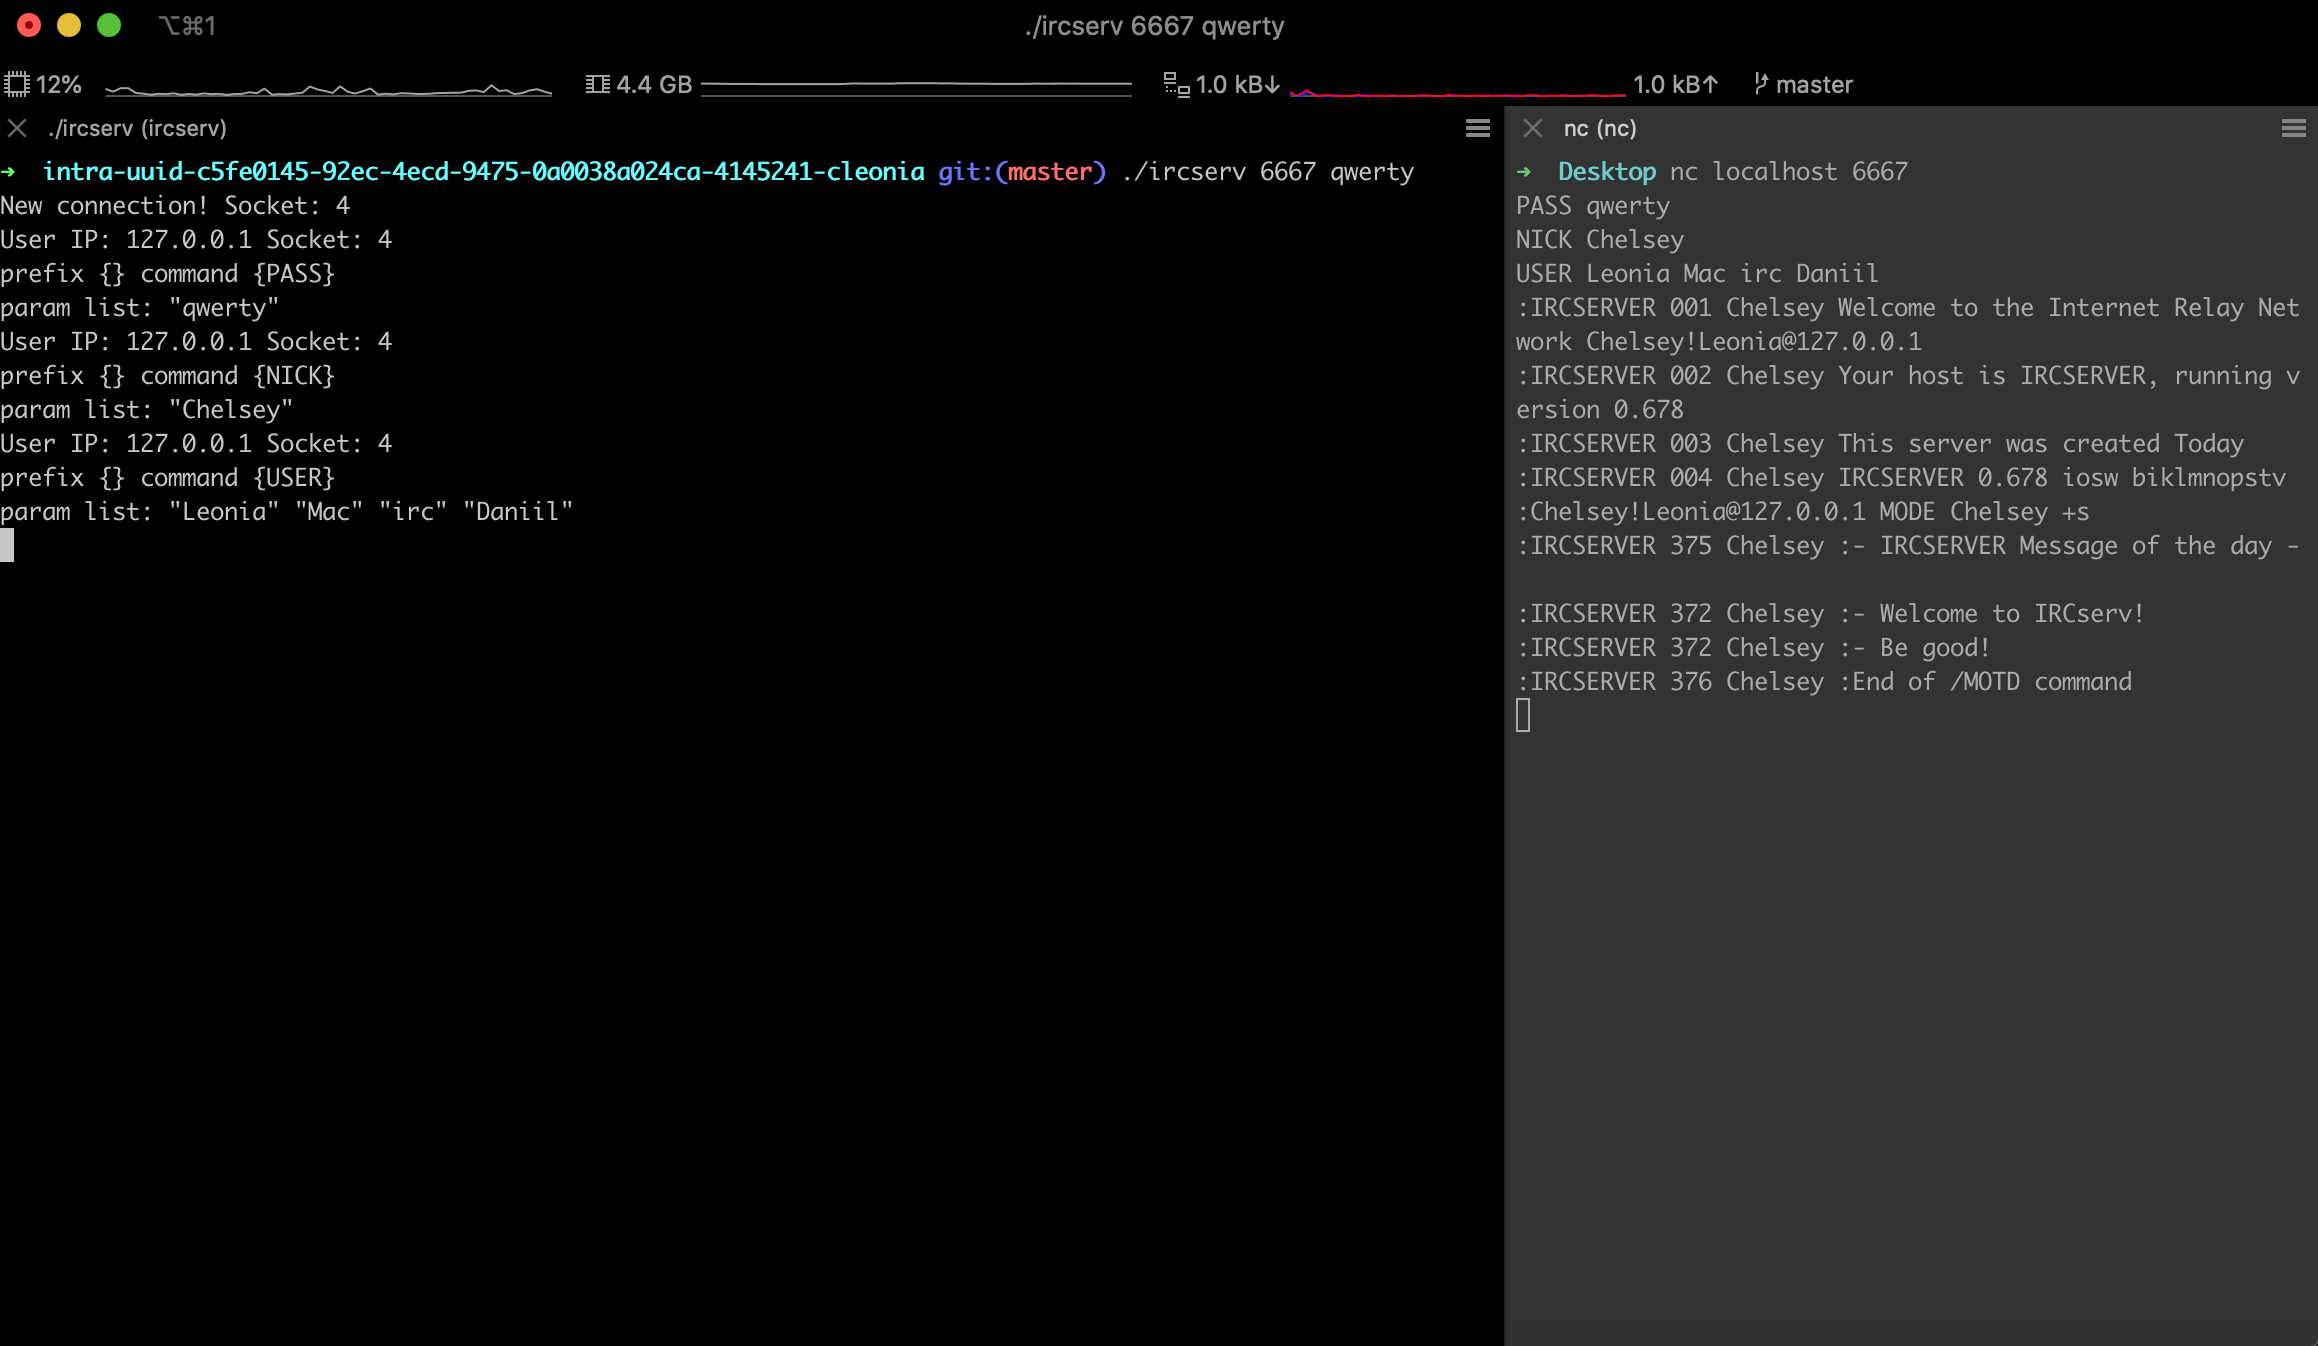 ⌥⌘1
./ircserv 6667 qwerty
12%
4.4 GB
1.0 kB↓
1.0 kB↑
master
./ircserv (ircserv)
➜ intra-uuid-c5fe0145-92ec-4ecd-9475-0a0038a024ca-4145241-cleonia git:(master) ./ircserv 6667 qwerty
New connection! Socket: 4
User IP: 127.0.0.1 Socket: 4
prefix {} command {PASS}
param list: "qwerty"
User IP: 127.0.0.1 Socket: 4
prefix {} command {NICK}
param list: "Chelsey"
User IP: 127.0.0.1 Socket: 4
prefix {} command {USER}
param list: "Leonia" "Mac" "irc" "Daniil"
nc (nc)
➜ Desktop nc localhost 6667
PASS qwerty
NICK Chelsey
USER Leonia Mac irc Daniil
:IRCSERVER 001 Chelsey Welcome to the Internet Relay Net
work Chelsey!Leonia@127.0.0.1
:IRCSERVER 002 Chelsey Your host is IRCSERVER, running v
ersion 0.678
:IRCSERVER 003 Chelsey This server was created Today
:IRCSERVER 004 Chelsey IRCSERVER 0.678 iosw biklmnopstv
:Chelsey!Leonia@127.0.0.1 MODE Chelsey +s
:IRCSERVER 375 Chelsey :- IRCSERVER Message of the day -
:IRCSERVER 372 Chelsey :- Welcome to IRCserv!
:IRCSERVER 372 Chelsey :- Be good!
:IRCSERVER 376 Chelsey :End of /MOTD command